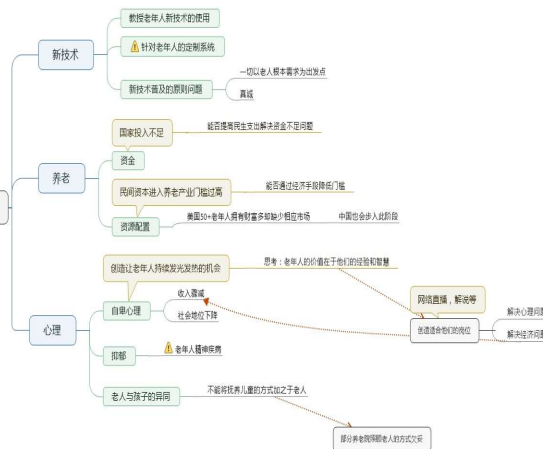 新技术
教授老年人新技术的使用
针对老年人的定制系统
新技术普及的原则问题
一切以老人根本需求为出发点
真诚
养老
国家投入不足
能否提高民生支出解决资金不足问题
资金
民间资本进入养老产业门槛过高
能否通过经济手段降低门槛
资源配置
美国50+老年人拥有财富多却缺少相应市场
中国也会步入此阶段
心理
创造让老年人持续发光发热的机会
思考:老年人的价值在于他们的经验和智慧
自卑心理
收入骤减
社会地位下降
网络直播,解说等
创造适合他们的岗位
解决心理问题
解决经济问题
抑郁
老年人精神疾病
老人与孩子的异同
不能将抚养儿童的方式加之于老人
部分养老院照顾老人的方式欠妥